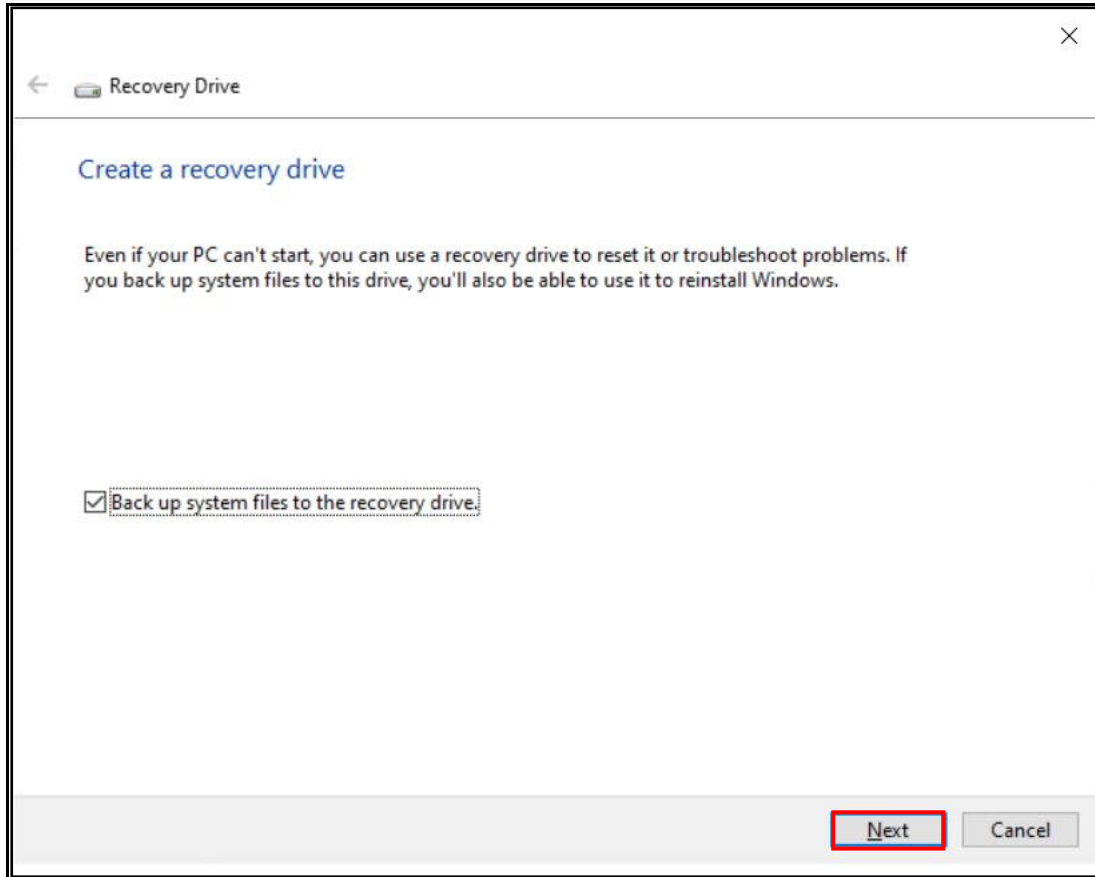 Recovery Drive
Create a recovery drive
Even if your PC can't start, you can use a recovery drive to reset it or troubleshoot problems. If
you back up system files to this drive, you'll also be able to use it to reinstall Windows.
Back up system files to the recovery drive.
Next Cancel